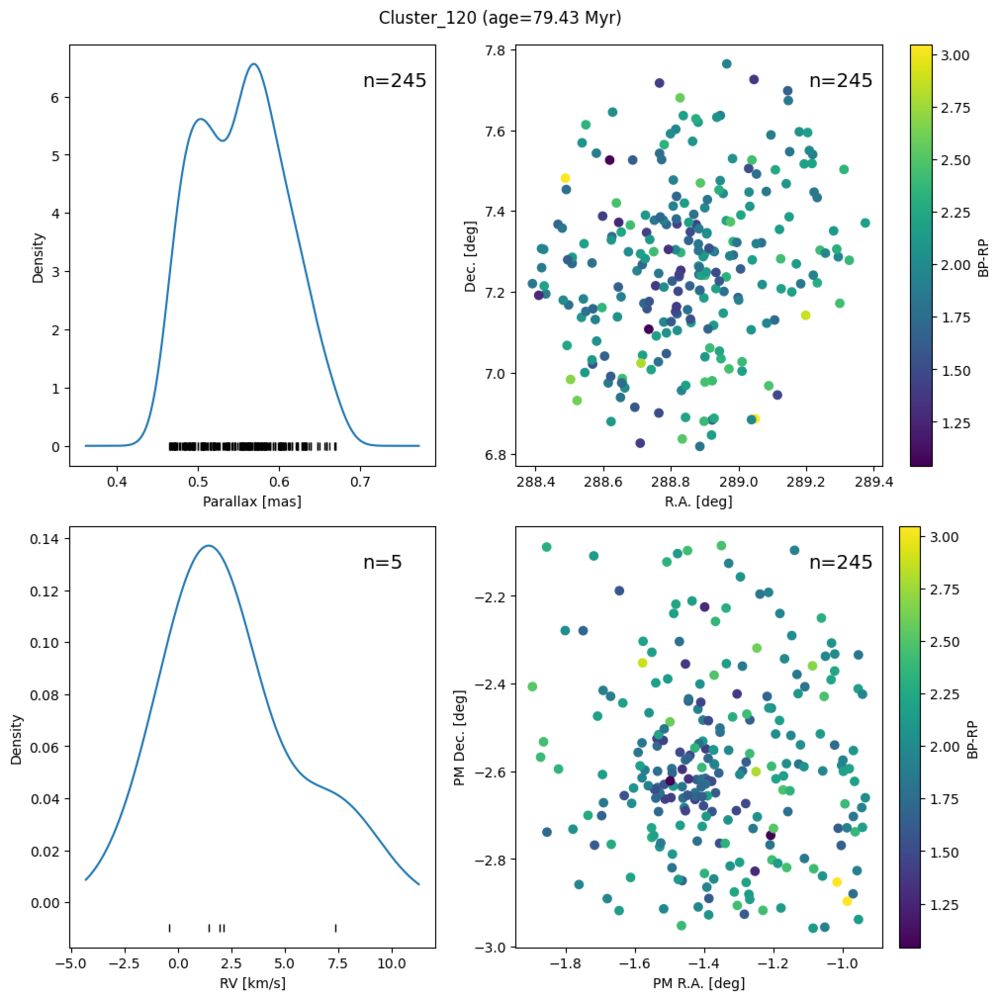 Cluster_120 (age=79.43 Myr)
n=245
Density
6
5
4
3
2
1
0
0.4 0.5 0.6 0.7
Parallax [mas]
n=245
Dec. [deg]
7.8
7.6
7.4
7.2
7.0
6.8
288.4 288.6 288.8 289.0 289.2 289.4
R.A. [deg]
3.00
2.75
2.50
2.25
2.00
1.75
1.50
1.25
BP-RP
n=5
Density
0.14
0.12
0.10
0.08
0.06
0.04
0.02
0.00
−5.0 −2.5 0.0 2.5 5.0 7.5 10.0
RV [km/s]
n=245
PM Dec. [deg]
−2.2
−2.4
−2.6
−2.8
−3.0
−1.8 −1.6 −1.4 −1.2 −1.0
PM R.A. [deg]
3.00
2.75
2.50
2.25
2.00
1.75
1.50
1.25
BP-RP